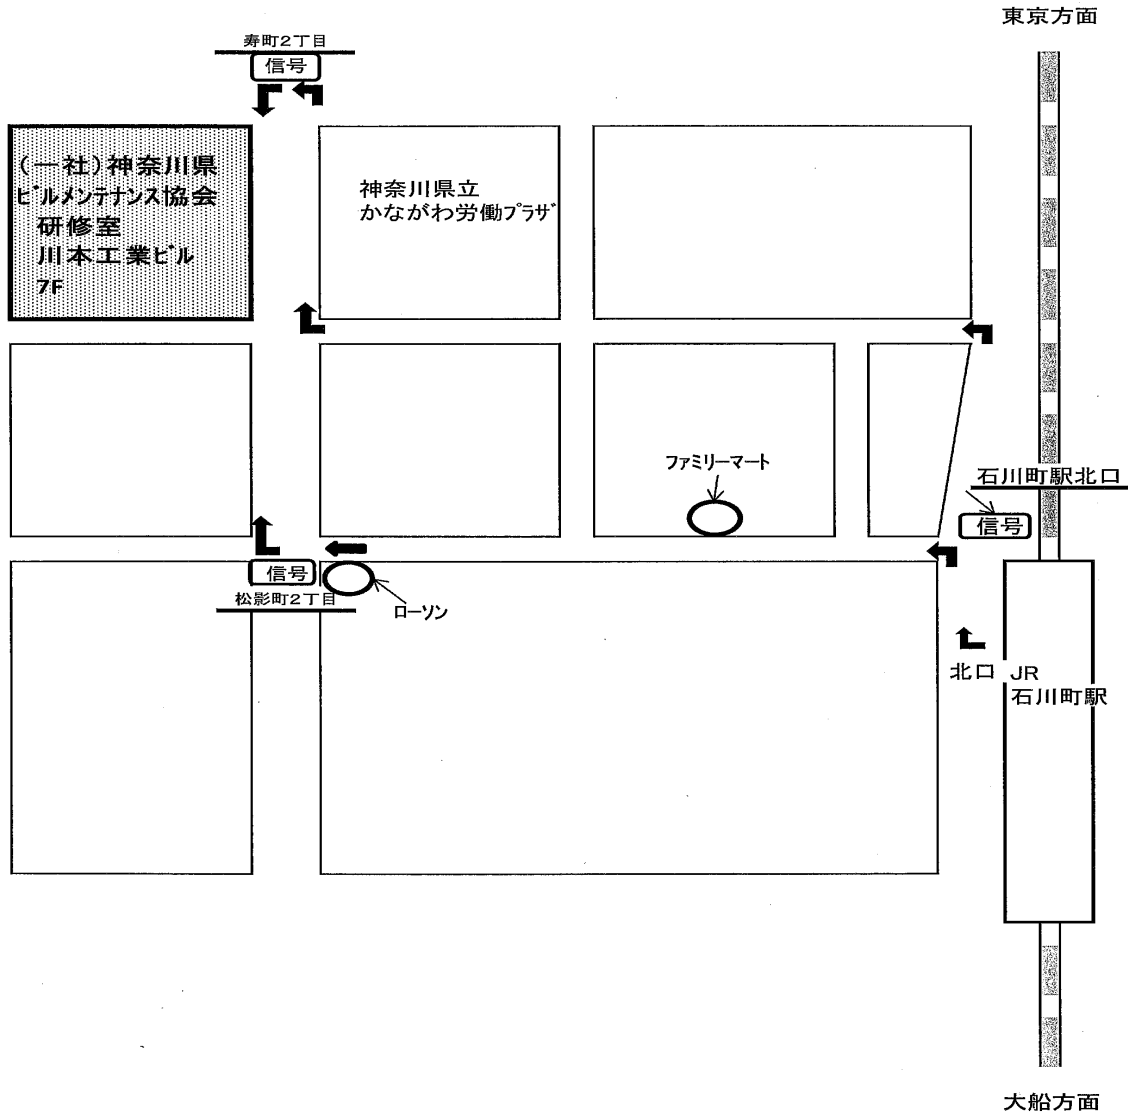 東京方面
寿町2丁目
信号
(一社)神奈川県
ビルメンテナンス協会
研修室
川本工業ビル
7F
神奈川県立
かながわ労働プラザ
ファミリーマート
石川町駅北口
信号
信号
松影町2丁目
ローソン
北口
JR
石川町駅
大船方面